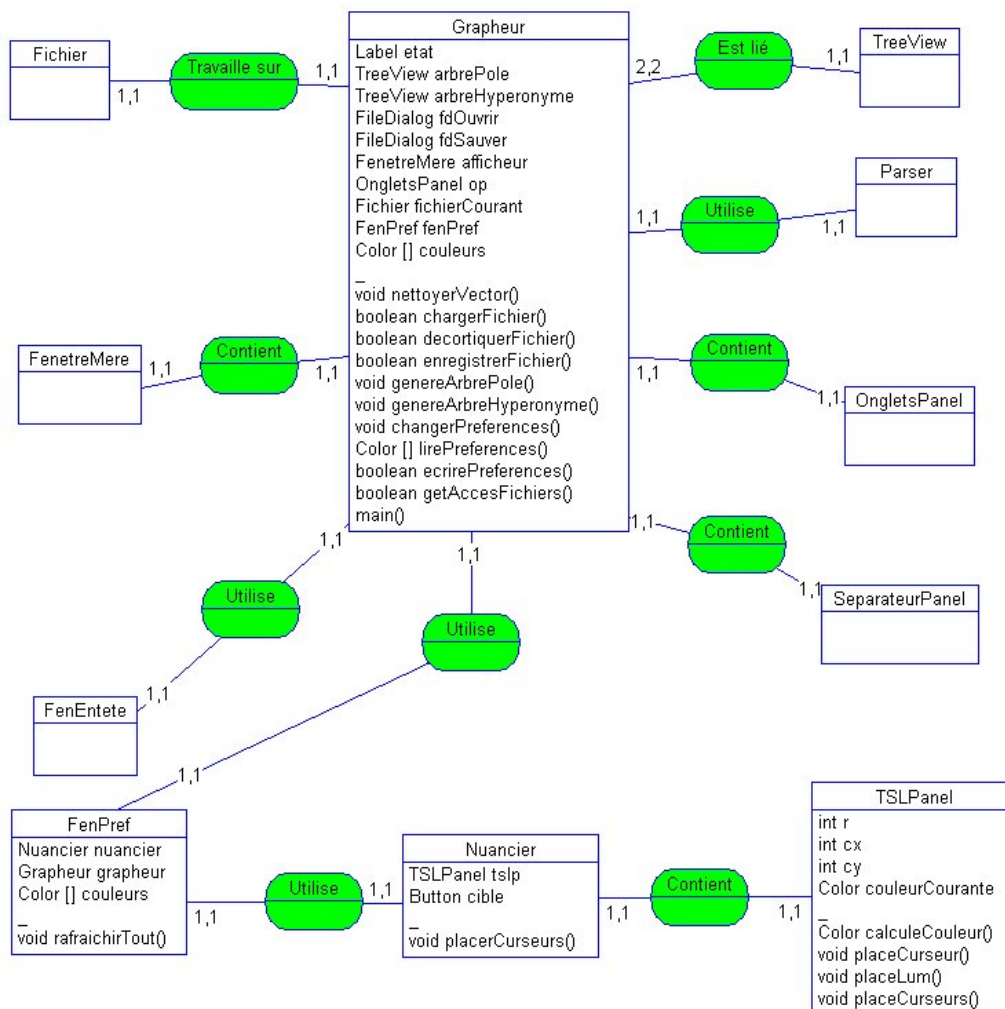 Grapheur
Label etat
TreeView arbrePole
TreeView arbreHyperonyme
FileDialog fdOuvrir
FileDialog fdSauver
FenetreMere afficheur
OngletsPanel op
Fichier fichierCourant
FenPref fenPref
Color [] couleurs
_
void nettoyerVector()
boolean chargerFichier()
boolean decortiquerFichier()
boolean enregistrerFichier()
void genereArbrePole()
void genereArbreHyperonyme()
void changerPreferences()
Color [] lirePreferences()
boolean ecrirePreferences()
boolean getAccesFichiers()
main()
Fichier
1,1
Travaille sur
1,1
2,2
Est lié
1,1
TreeView
1,1
Utilise
1,1
Parser
FenetreMere
1,1
Contient
1,1
1,1
Contient
1,1
OngletsPanel
1,1
Contient
1,1
SeparateurPanel
1,1
Utilise
1,1
FenEntete
1,1
Utilise
1,1
FenPref
Nuancier nuancier
Grapheur grapheur
Color [] couleurs
_
void rafraichirTout()
1,1
Utilise
1,1
Nuancier
TSLPanel tslp
Button cible
_
void placerCurseurs()
1,1
Contient
1,1
TSLPanel
int r
int cx
int cy
Color couleurCourante
_
Color calculeCouleur()
void placeCurseur()
void placeLum()
void placeCurseurs()